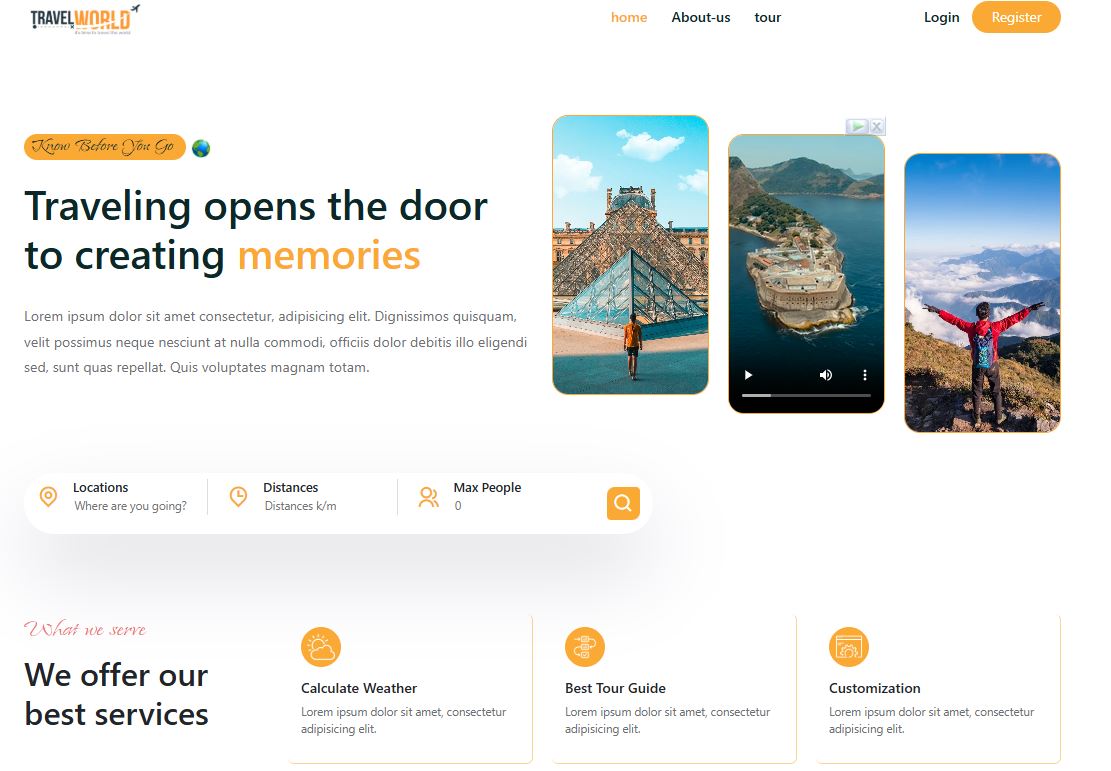 TRAVELWORLD
It's time to travel the world
home
About-us
tour
Login
Register
Know Before You Go
Traveling opens the door
to creating memories
Lorem ipsum dolor sit amet consectetur, adipisicing elit. Dignissimos quisquam,
velit possimus neque nesciunt at nulla commodi, officiis dolor debitis illo eligendi
sed, sunt quas repellat. Quis voluptates magnam totam.
Locations
Where are you going?
Distances
Distances k/m
Max People
0
What we serve
We offer our
best services
Calculate Weather
Lorem ipsum dolor sit amet, consectetur
adipisicing elit.
Best Tour Guide
Lorem ipsum dolor sit amet, consectetur
adipisicing elit.
Customization
Lorem ipsum dolor sit amet, consectetur
adipisicing elit.